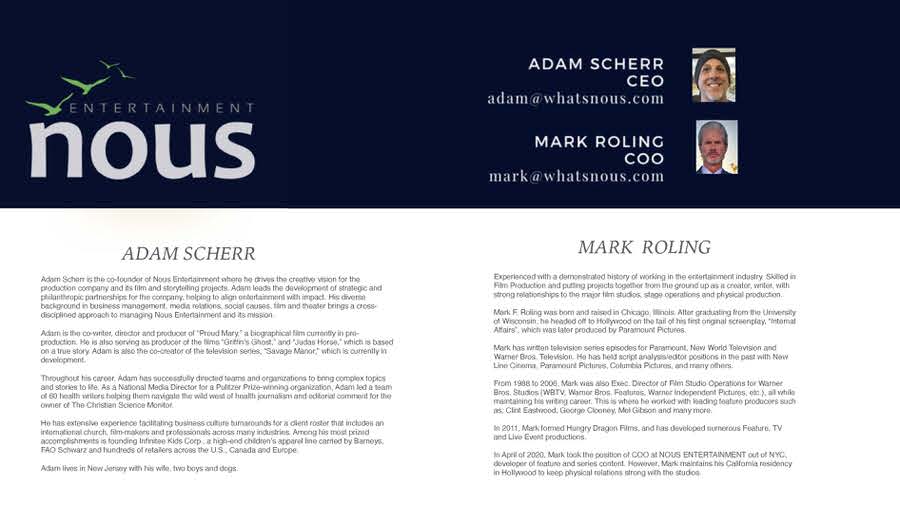 ENTERTAINMENT
nous
ADAM SCHERR
CEO
adam@whatsnous.com
MARK ROLING
COO
mark@whatsnous.com
ADAM SCHERR
Adam Scherr is the co-founder of Nous Entertainment where he drives the creative vision for the
production company and its film and storytelling projects. Adam leads the development of strategic and
philanthropic partnerships for the company, helping to align entertainment with impact. His diverse
background in business management, media relations, social causes, film and theater brings a cross-
disciplined approach to managing Nous Entertainment and its mission.
Adam is the co-writer, director and producer of "Proud Mary," a biographical film currently in pre-
production. He is also serving as producer of the films "Griffin's Ghost," and "Judas Horse," which is based
on a true story. Adam is also the co-creator of the television series, "Savage Manor," which is currently in
development.
Throughout his career, Adam has successfully directed teams and organizations to bring complex topics
and stories to life. As a National Media Director for a Pulitzer Prize-winning organization, Adam led a team
of 60 health writers helping them navigate the wild west of health journalism and editorial comment for the
owner of The Christian Science Monitor.
He has extensive experience facilitating business culture turnarounds for a client roster that includes an
international church, film-makers and professionals across many industries. Among his most prized
accomplishments is founding Infinitee Kids Corp., a high-end children's apparel line carried by Barneys,
FAO Schwarz and hundreds of retailers across the U.S., Canada and Europe.
Adam lives in New Jersey with his wife, two boys and dogs.
MARK ROLING
Experienced with a demonstrated history of working in the entertainment industry. Skilled in
Film Production and putting projects together from the ground up as a creator, writer, with
strong relationships to the major film studios, stage operations and physical production.
Mark F. Roling was born and raised in Chicago, Illinois. After graduating from the University
of Wisconsin, he headed off to Hollywood on the tail of his first original screenplay, "Internal
Affairs", which was later produced by Paramount Pictures.
Mark has written television series episodes for Paramount, New World Television and
Warner Bros. Television. He has held script analysis/editor positions in the past with New
Line Cinema, Paramount Pictures, Columbia Pictures, and many others.
From 1988 to 2006, Mark was also Exec. Director of Film Studio Operations for Warner
Bros. Studios (WBTV, Warner Bros. Features, Warner Independent Pictures, etc.), all while
maintaining his writing career. This is where he worked with leading feature producers such
as; Clint Eastwood, George Clooney, Mel Gibson and many more.
In 2011, Mark formed Hungry Dragon Films, and has developed numerous Feature, TV
and Live Event productions.
In April of 2020, Mark took the position of COO at NOUS ENTERTAINMENT out of NYC,
developer of feature and series content. However, Mark maintains his California residency
in Hollywood to keep physical relations strong with the studios.